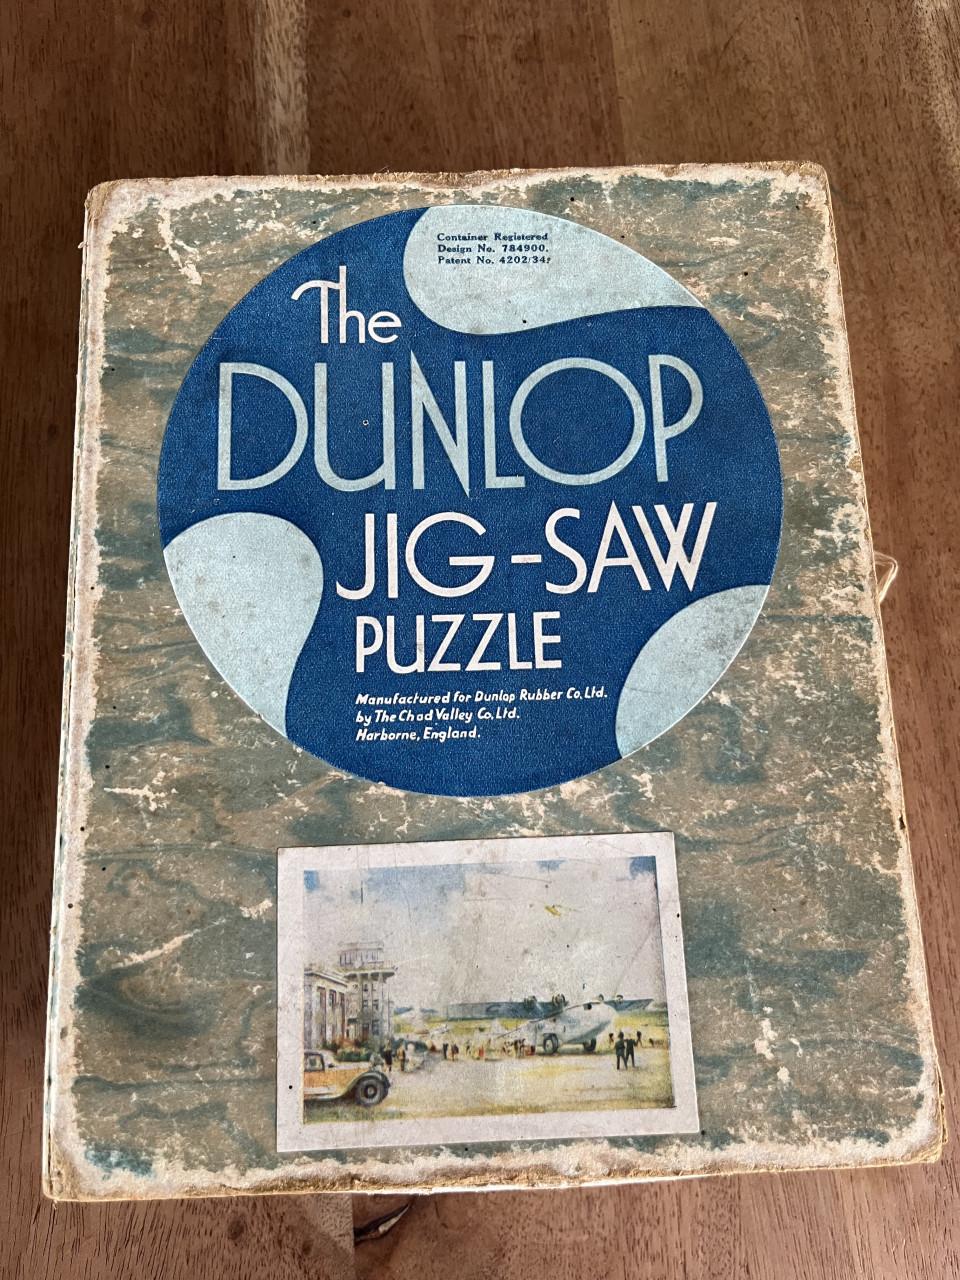 Container Registered
Design No. 784900.
Patent No. 4202/34.
The
DUNLOP
JIG-SAW
PUZZLE
Manufactured for Dunlop Rubber Co. Ltd.
by The Chad Valley Co. Ltd.
Harborne, England.